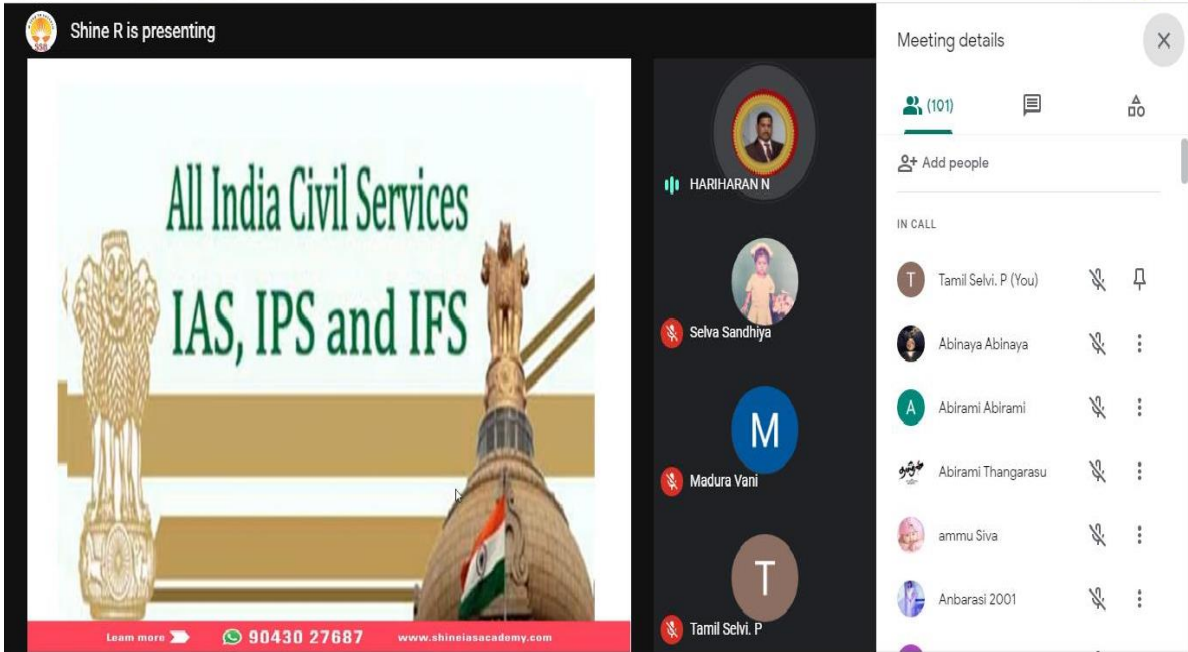 Shine R is presenting
All India Civil Services
IAS, IPS and IFS
Learn more
90430 27687
www.shineiasacademy.com
HARIHARAN N
Selva Sandhiya
M
Madura Vani
T
Tamil Selvi. P
Meeting details
(101)
Add people
IN CALL
T
Tamil Selvi. P (You)
Abinaya Abinaya
A
Abirami Abirami
Abirami Thangarasu
ammu Siva
Anbarasi 2001